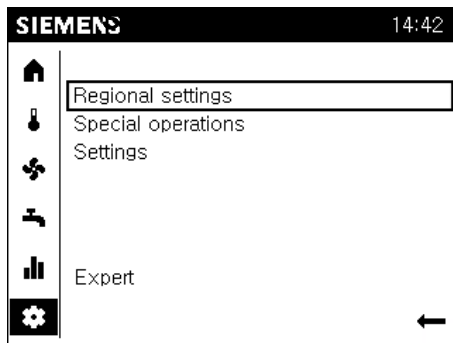 SIEMENS 14:42
Regional settings
Special operations
Settings
Expert